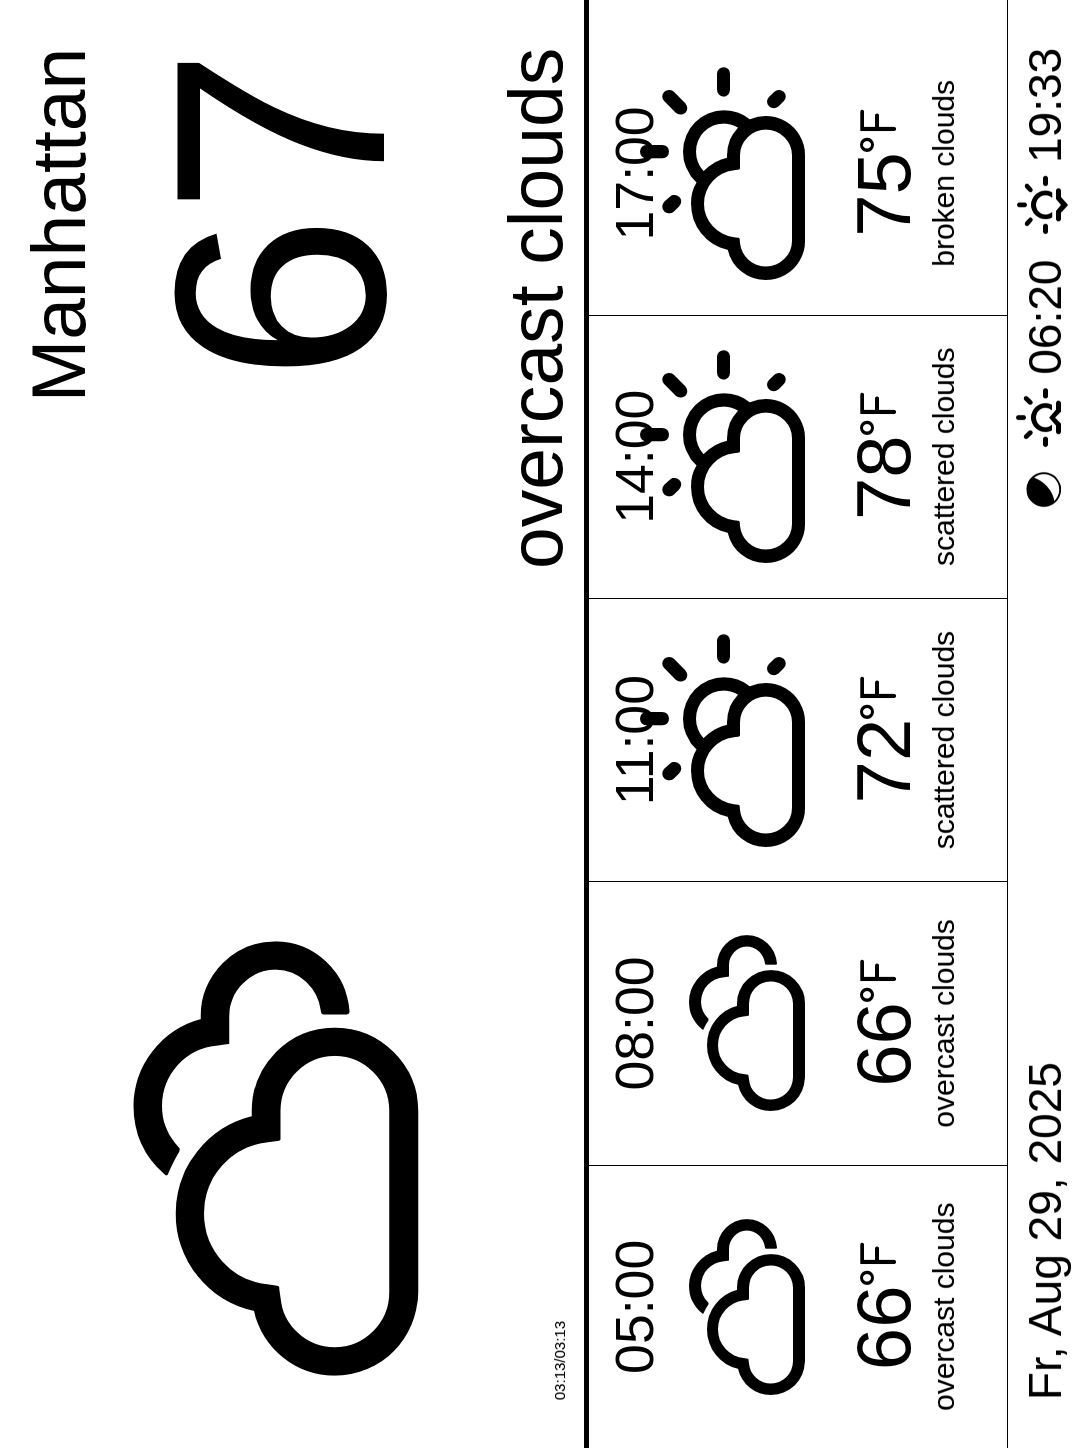 Manhattan
67
overcast clouds
03:13/03:13
05:00
08:00
11:00
14:00
17:00
66°F
66°F
72°F
78°F
75°F
overcast clouds
overcast clouds
scattered clouds
scattered clouds
broken clouds
Fr, Aug 29, 2025
06:20
19:33